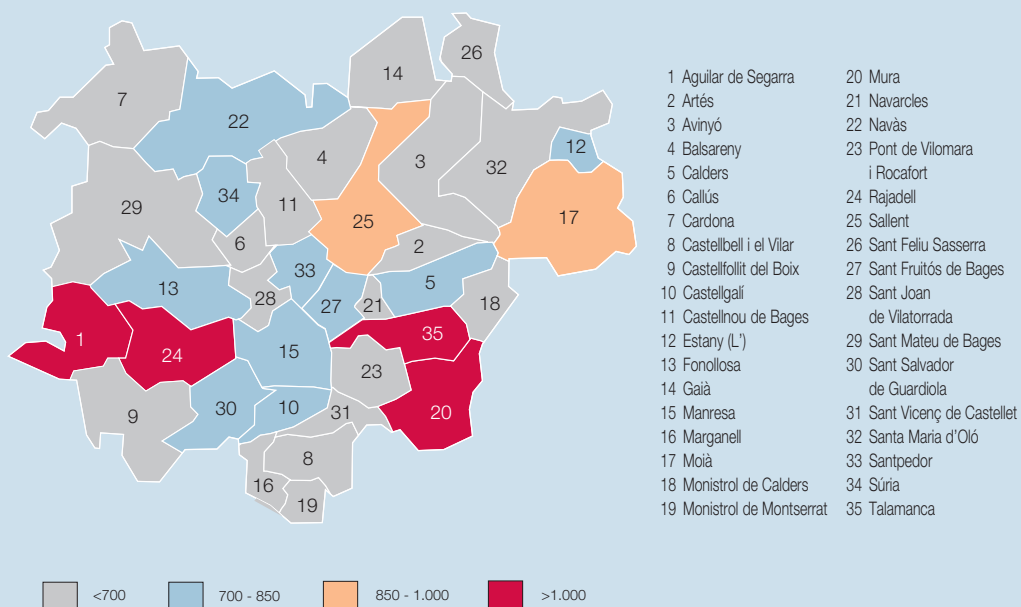 14
26
7
22
12
4
3
32
34
29
11
25
17
6
2
33
13
5
28
27
21
18
1
35
15
24
23
30
10
20
9
31
8
16
19
1 Aguilar de Segarra
2 Artés
3 Avinyó
4 Balsareny
5 Calders
6 Callús
7 Cardona
8 Castellbell i el Vilar
9 Castellfollit del Boix
10 Castellgalí
11 Castellnou de Bages
12 Estany (L')
13 Fonollosa
14 Gaià
15 Manresa
16 Marganell
17 Moià
18 Monistrol de Calders
19 Monistrol de Montserrat
20 Mura
21 Navarcles
22 Navàs
23 Pont de Vilomara
i Rocafort
24 Rajadell
25 Sallent
26 Sant Feliu Sasserra
27 Sant Fruitós de Bages
28 Sant Joan
de Vilatorrada
29 Sant Mateu de Bages
30 Sant Salvador
de Guardiola
31 Sant Vicenç de Castellet
32 Santa Maria d'Oló
33 Santpedor
34 Súria
35 Talamanca
<700
700 - 850
850 - 1.000
>1.000